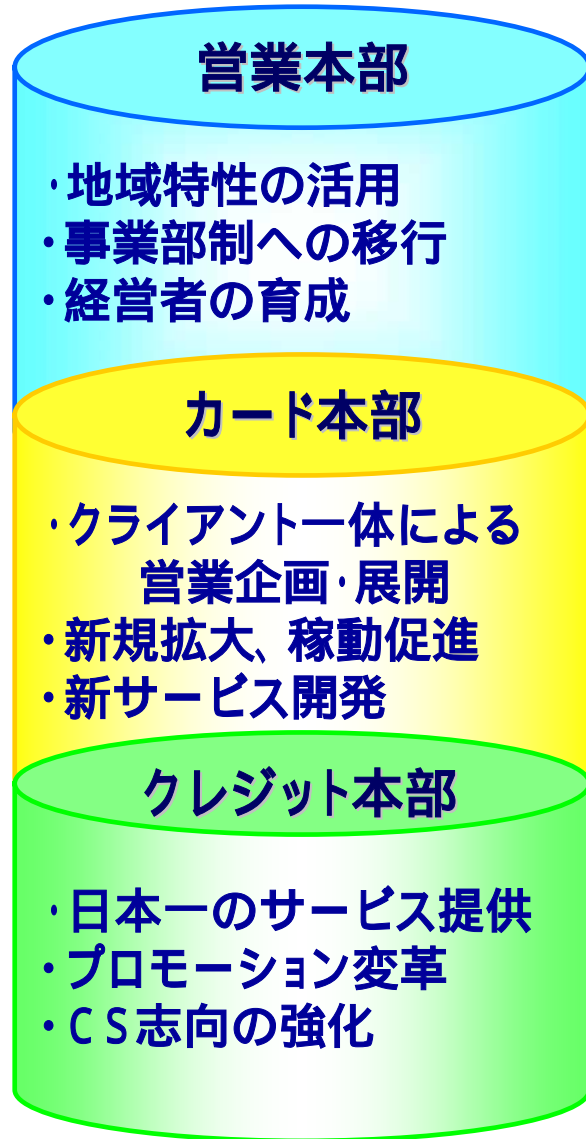 営業本部
・地域特性の活用
・事業部制への移行
・経営者の育成
カード本部
・クライアント一体による
営業企画・展開
・新規拡大、稼動促進
・新サービス開発
クレジット本部
・日本一のサービス提供
・プロモーション変革
・CS志向の強化